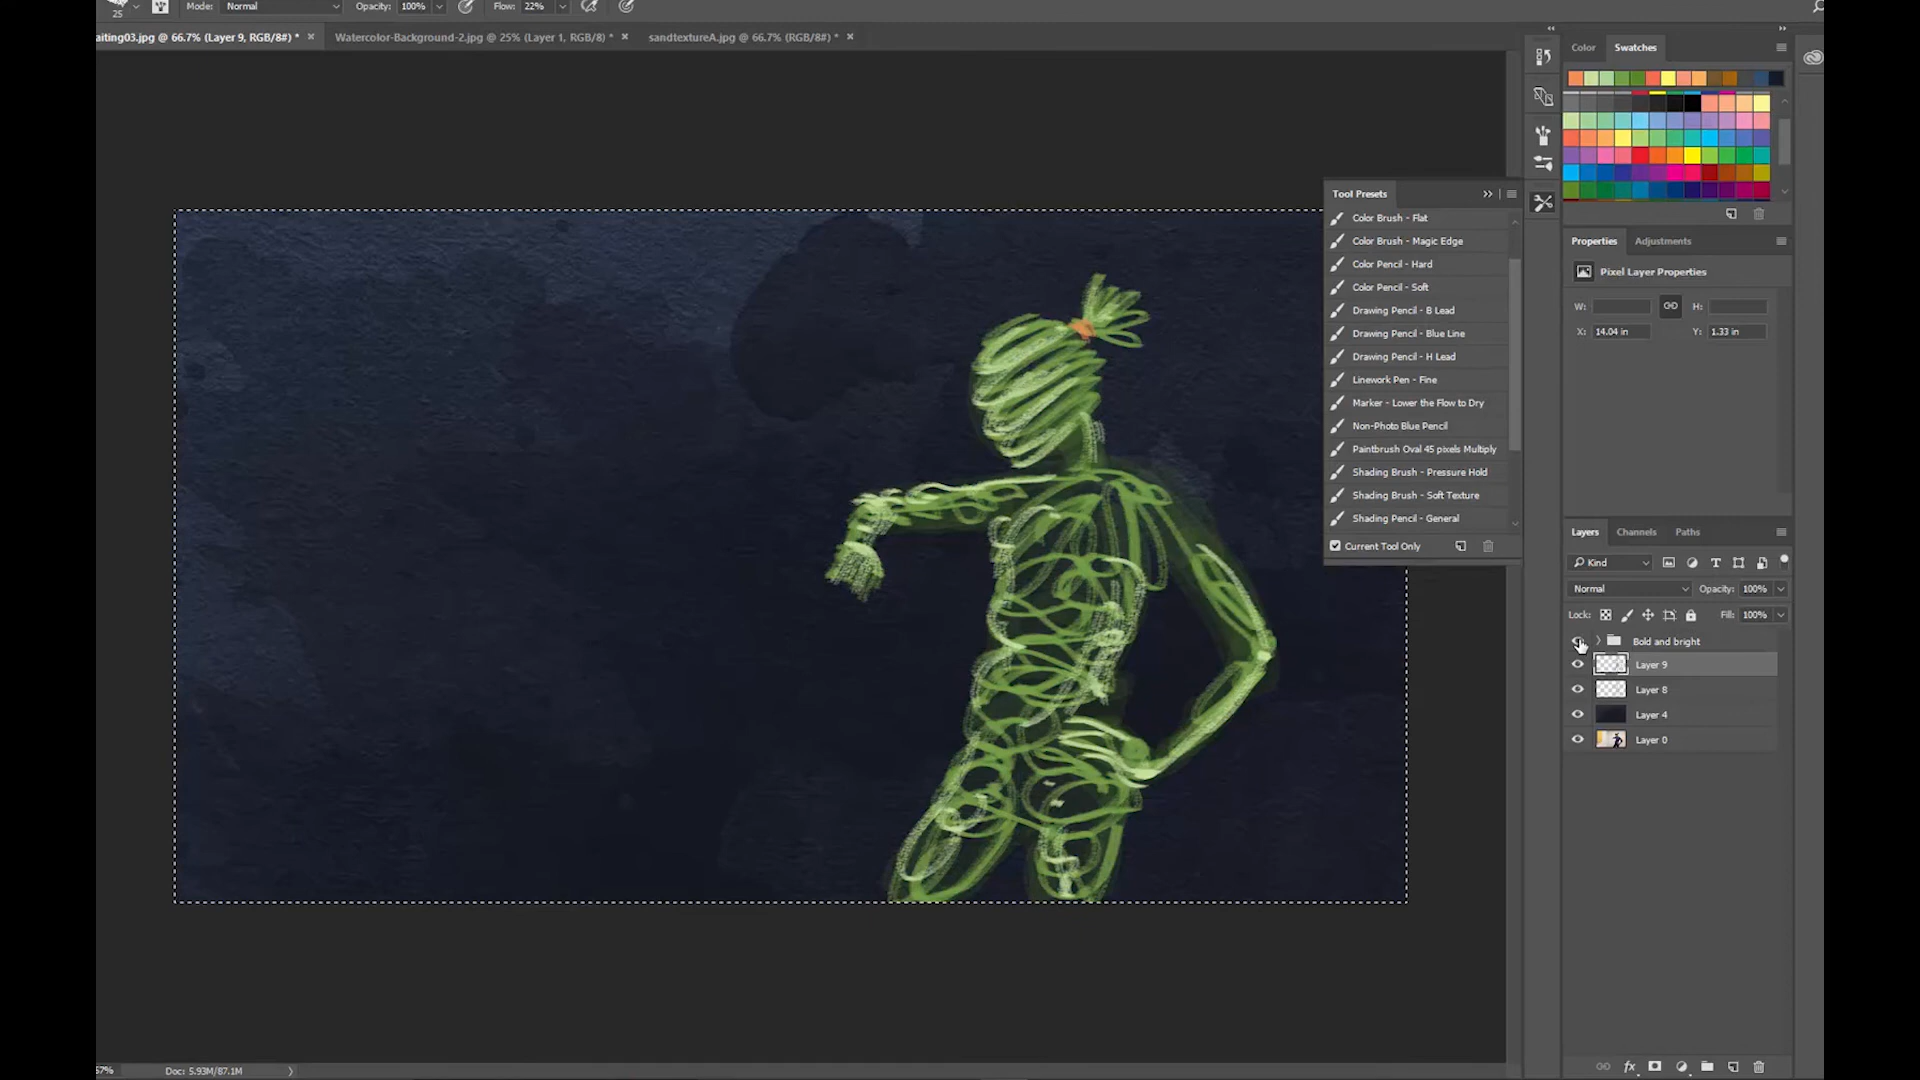 25
Mode: Normal
Opacity: 100%
Flow: 22%
aiting03.jpg @ 66.7% (Layer 9, RGB/8#) *
Watercolor-Background-2.jpg @ 25% (Layer 1, RGB/8) *
sandtextureA.jpg @ 66.7% (RGB/8#) *
Color
Swatches
Tool Presets
Color Brush - Flat
Color Brush - Magic Edge
Color Pencil - Hard
Color Pencil - Soft
Drawing Pencil - B Lead
Drawing Pencil - Blue Line
Drawing Pencil - H Lead
Linework Pen - Fine
Marker - Lower the Flow to Dry
Non-Photo Blue Pencil
Paintbrush Oval 45 pixels Multiply
Shading Brush - Pressure Hold
Shading Brush - Soft Texture
Shading Pencil - General
Current Tool Only
Properties
Adjustments
Pixel Layer Properties
W:
H:
X: 14.04 in
Y: 1.33 in
Layers
Channels
Paths
Kind
Normal
Opacity: 100%
Lock:
Fill: 100%
Bold and bright
Layer 9
Layer 8
Layer 4
Layer 0
fx
57%
Doc: 5.93M/87.1M